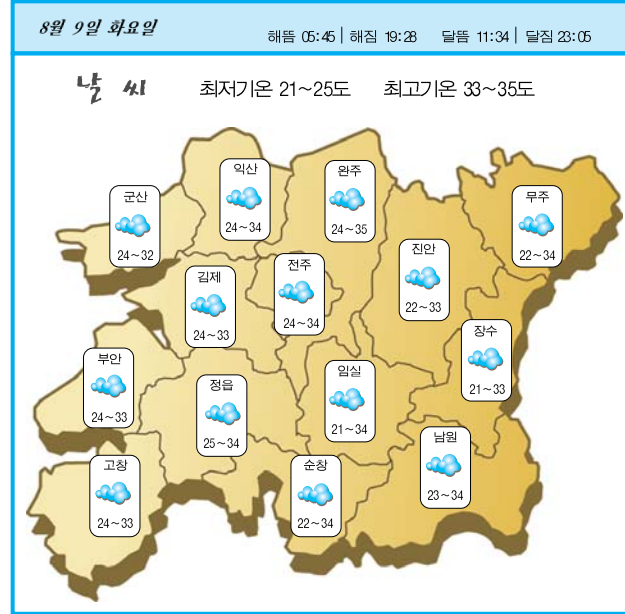 8월 9일 화요일
해뜸 05:45 | 해짐 19:28 달뜸 11:34 | 달짐 23:05
날 씨 최저기온 21~25도 최고기온 33~35도
군산
24~32
익산
24~34
완주
24~35
무주
22~34
김제
24~33
전주
24~34
진안
22~33
장수
21~33
부안
24~33
정읍
25~34
임실
21~34
남원
23~34
고창
24~33
순창
22~34